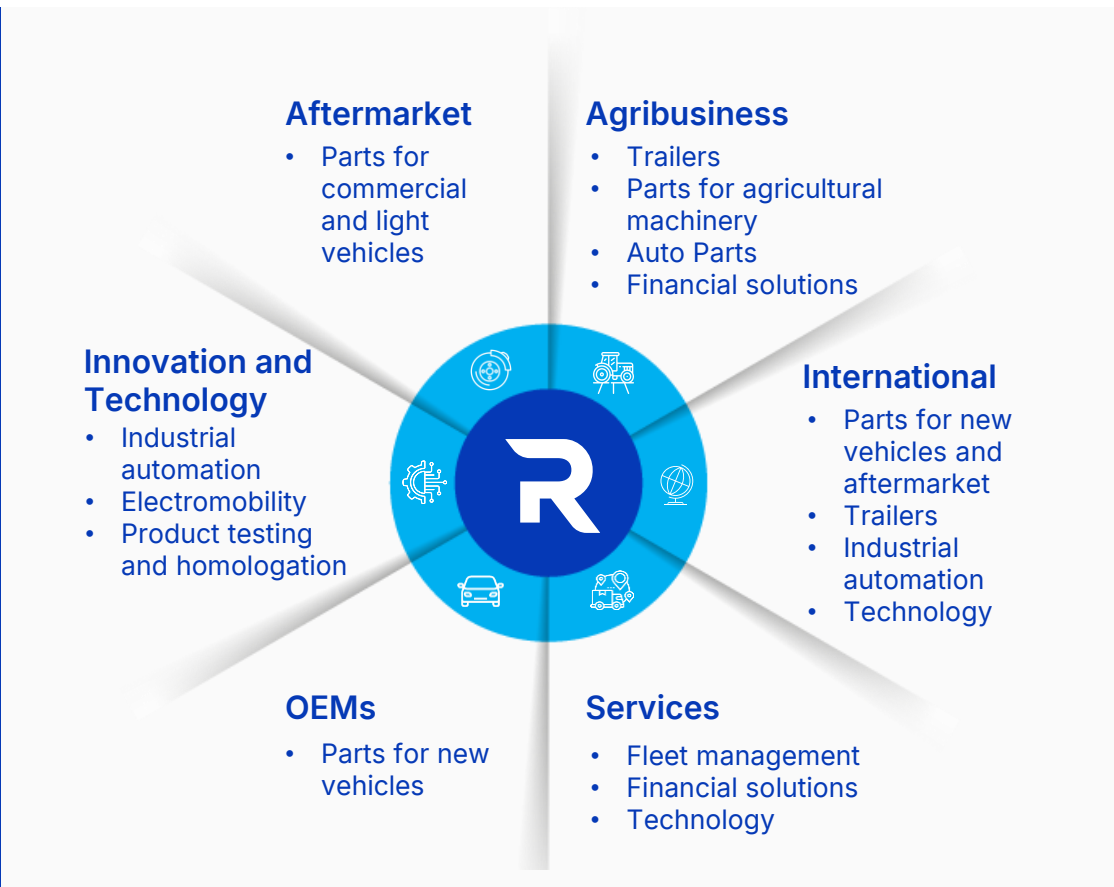 Aftermarket
• Parts for
commercial
and light
vehicles
Agribusiness
• Trailers
• Parts for agricultural
machinery
• Auto Parts
• Financial solutions
International
• Parts for new
vehicles and
aftermarket
• Trailers
• Industrial
automation
• Technology
Services
• Fleet management
• Financial solutions
• Technology
OEMs
• Parts for new
vehicles
Innovation and
Technology
• Industrial
automation
• Electromobility
• Product testing
and homologation
R